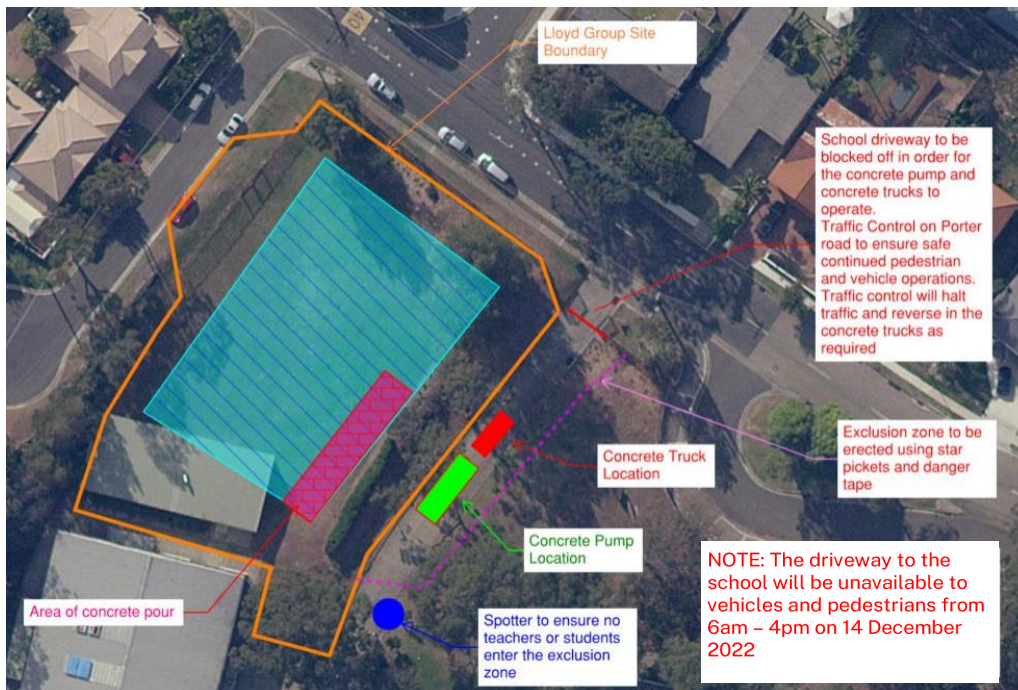 40
Lloyd Group Site
Boundary
School driveway to be
blocked off in order for
the concrete pump and
concrete trucks to
operate.
Traffic Control on Porter
road to ensure safe
continued pedestrian
and vehicle operations.
Traffic control will halt
traffic and reverse in the
concrete trucks as
required
Exclusion zone to be
erected using star
pickets and danger
tape
Concrete Truck
Location
Concrete Pump
Location
Area of concrete pour
Spotter to ensure no
teachers or students
enter the exclusion
zone
NOTE: The driveway to the
school will be unavailable to
vehicles and pedestrians from
6am – 4pm on 14 December
2022